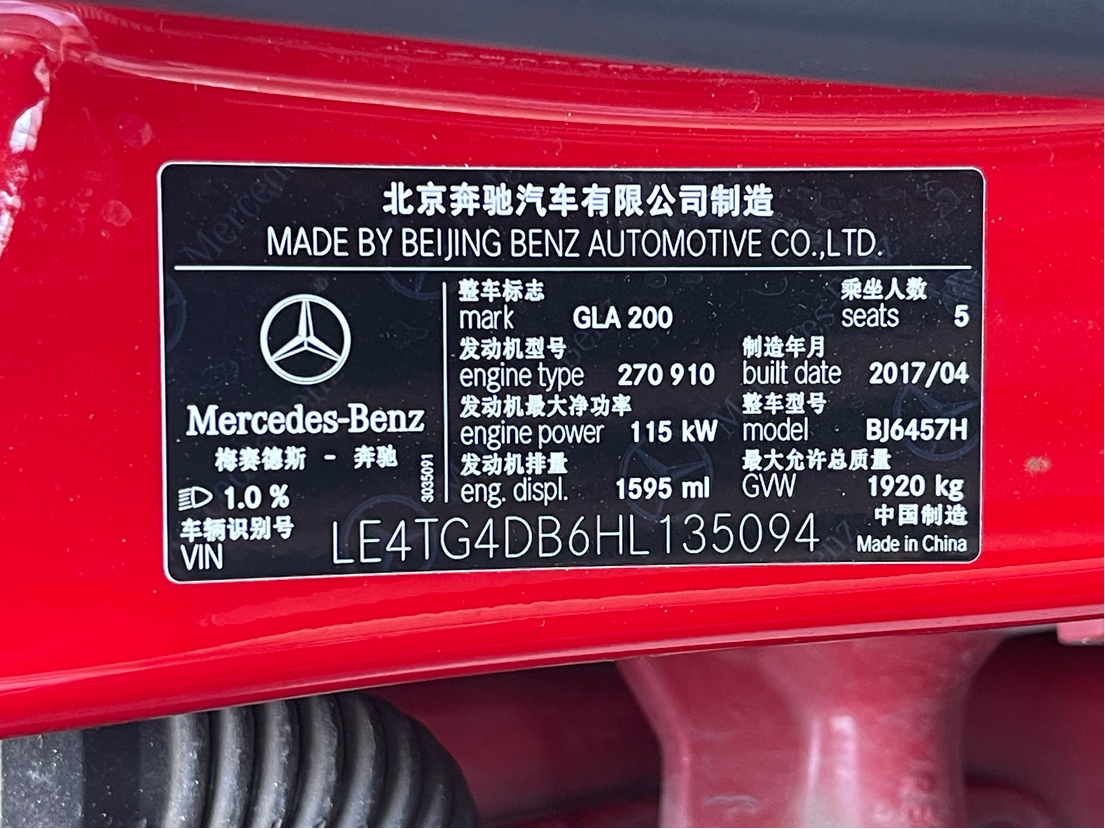 北京奔驰汽车有限公司制造
MADE BY BEIJING BENZ AUTOMOTIVE CO.,LTD.
Mercedes-Benz
梅赛德斯 - 奔驰
1.0 %
3035091
整车标志 乘坐人数
mark GLA 200 seats 5
发动机型号 制造年月
engine type 270 910 built date 2017/04
发动机最大净功率 整车型号
engine power 115 kW model BJ6457H
发动机排量 最大允许总质量
eng. displ. 1595 ml GVW 1920 kg
车辆识别号 中国制造
VIN LE4TG4DB6HL135094 Made in China